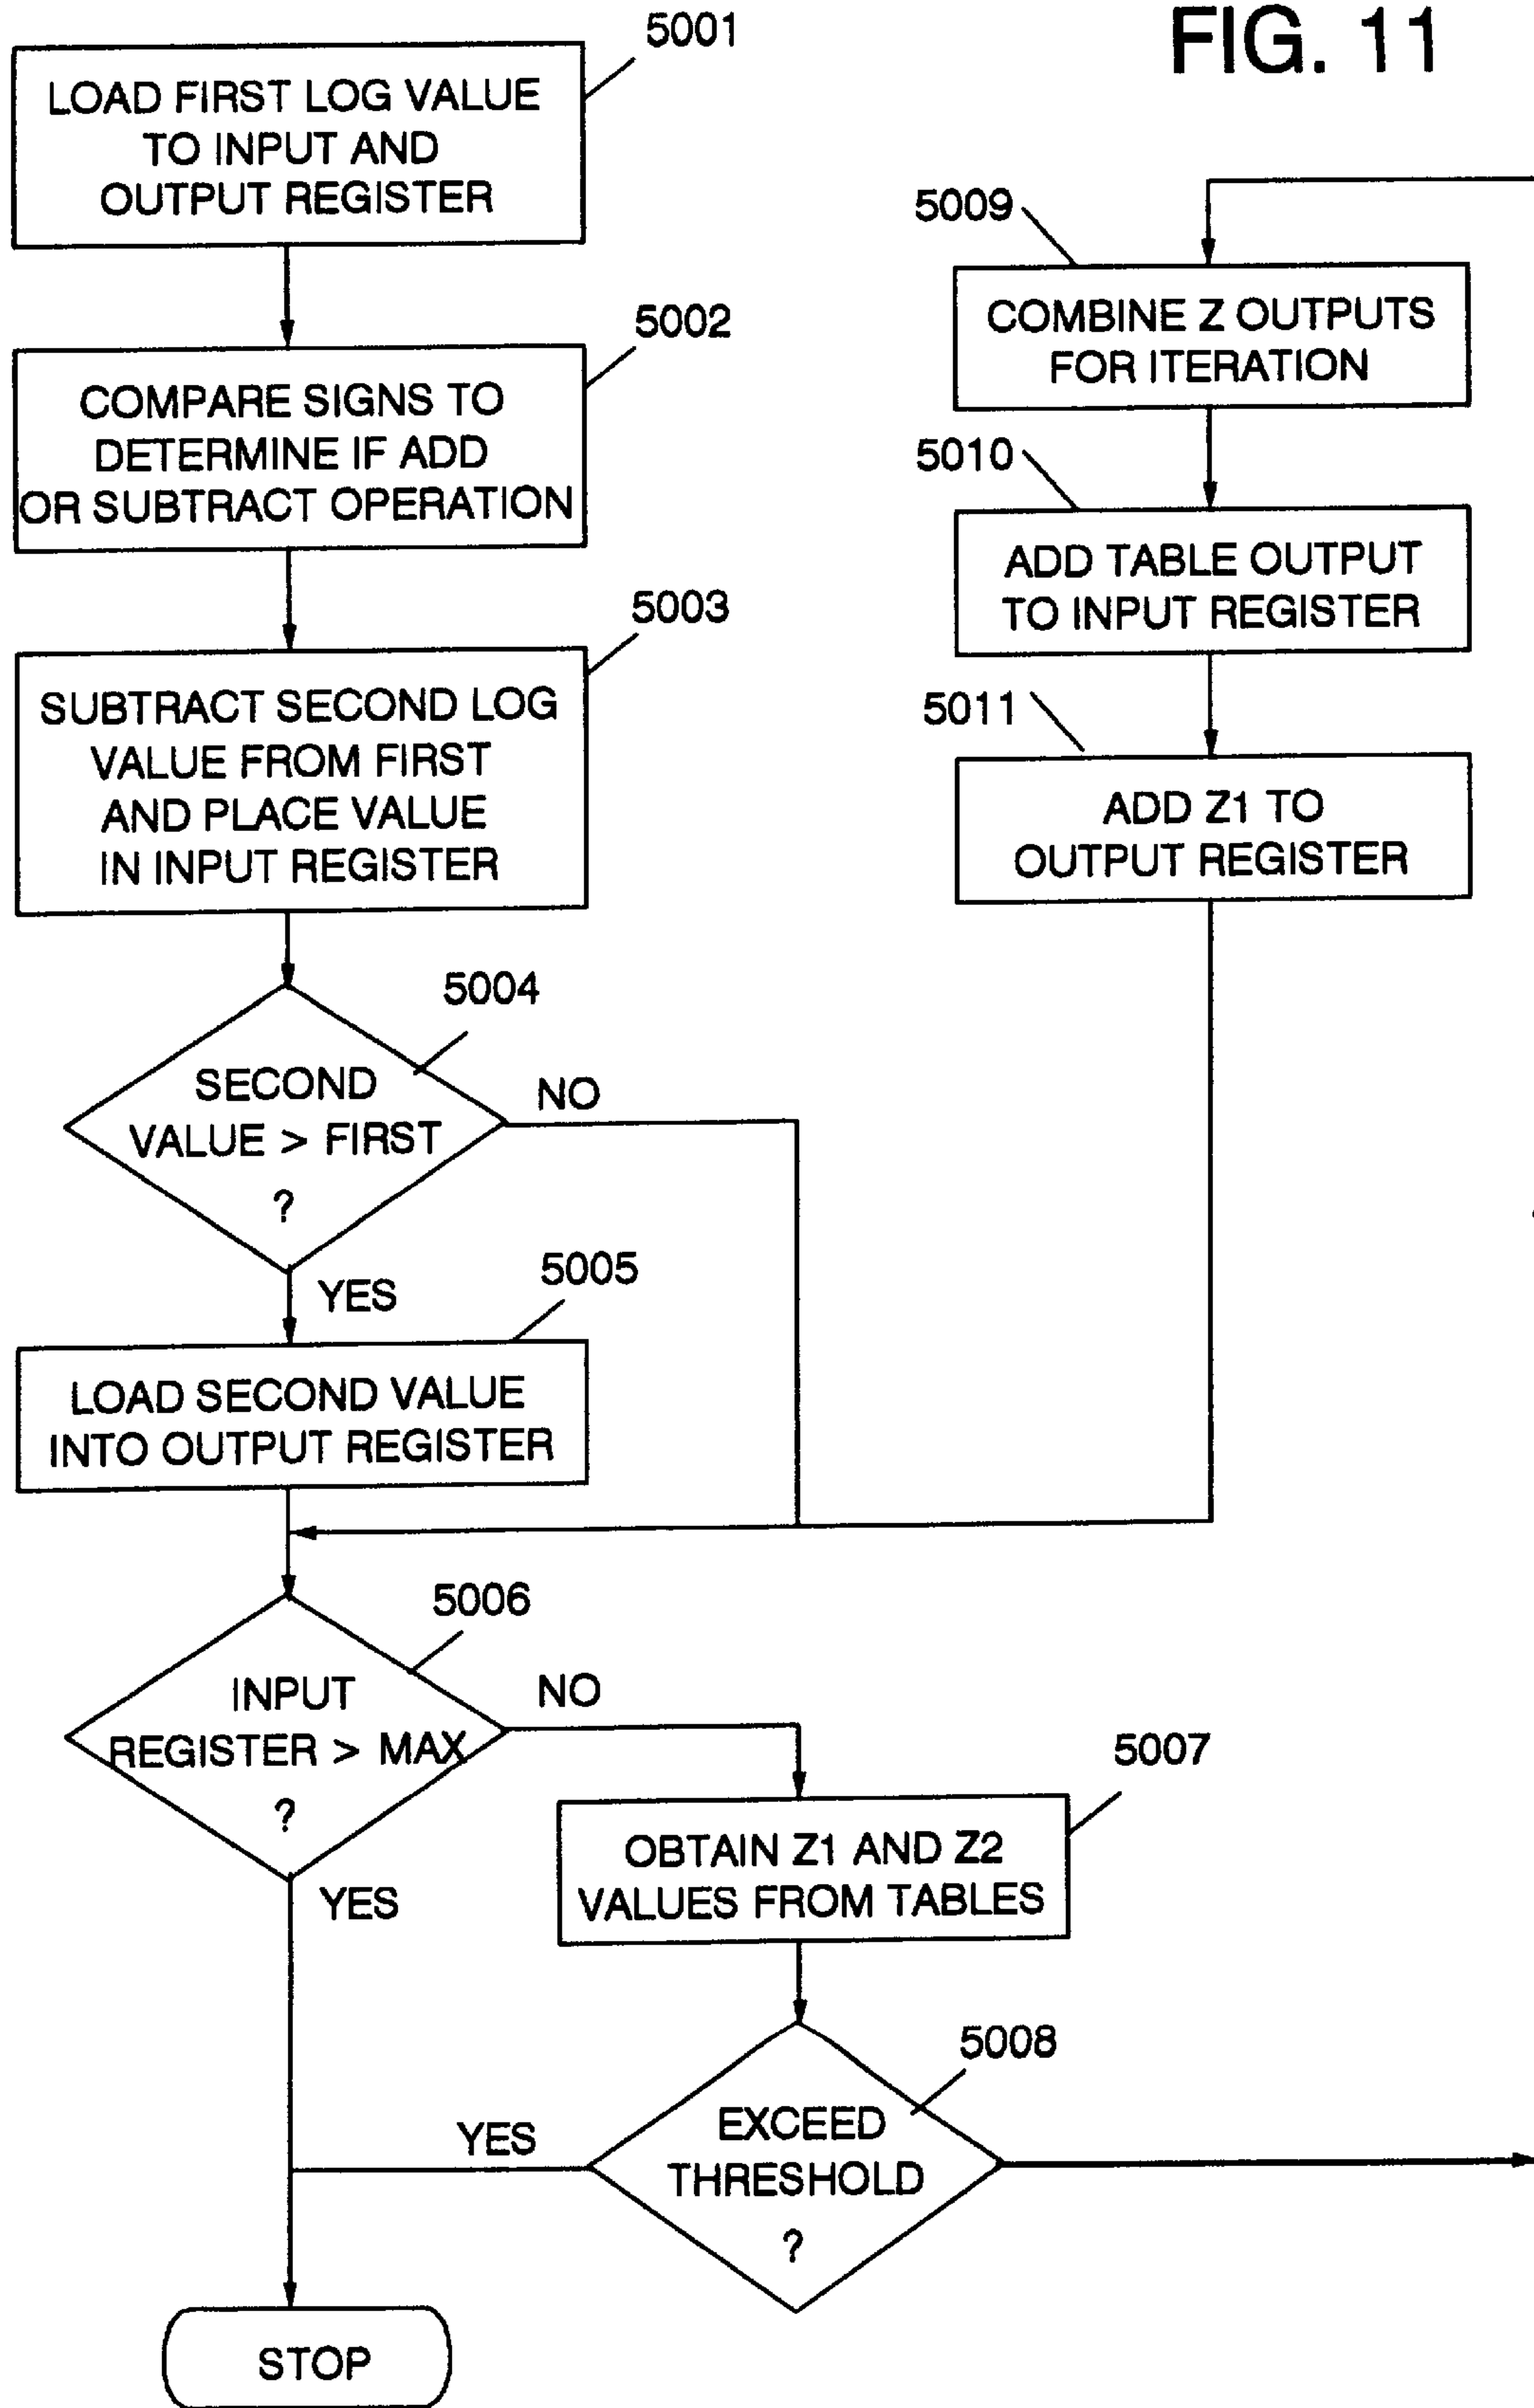 FIG. 11
5001
LOAD FIRST LOG VALUE
TO INPUT AND
OUTPUT REGISTER
5002
COMPARE SIGNS TO
DETERMINE IF ADD
OR SUBTRACT OPERATION
5003
SUBTRACT SECOND LOG
VALUE FROM FIRST
AND PLACE VALUE
IN INPUT REGISTER
5004
SECOND
VALUE > FIRST
?
NO
YES
5005
LOAD SECOND VALUE
INTO OUTPUT REGISTER
5006
INPUT
REGISTER > MAX
?
NO
YES
5007
OBTAIN Z1 AND Z2
VALUES FROM TABLES
5008
EXCEED
THRESHOLD
?
YES
STOP
5009
COMBINE Z OUTPUTS
FOR ITERATION
5010
ADD TABLE OUTPUT
TO INPUT REGISTER
5011
ADD Z1 TO
OUTPUT REGISTER